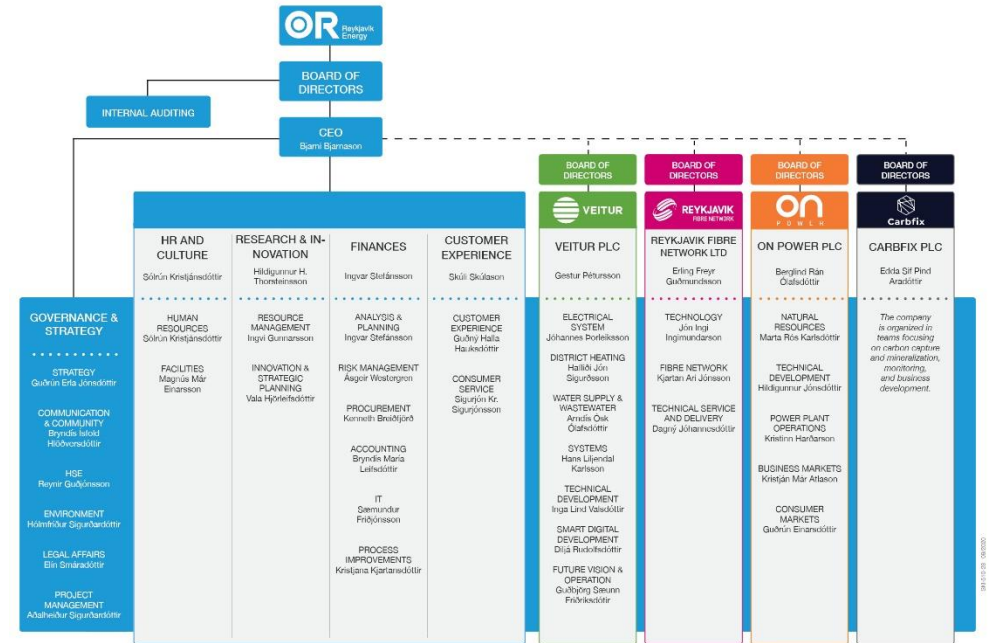 OR Reykjavik
Energy
BOARD OF
DIRECTORS
INTERNAL AUDITING
CEO
Bjarni Bjarnason
BOARD OF
DIRECTORS
BOARD OF
DIRECTORS
BOARD OF
DIRECTORS
BOARD OF
DIRECTORS
VEITUR
REYKJAVIK
FIBRE NETWORK
ON
POWER
Carbfix
HR AND
CULTURE
Sólrún Kristjánsdóttir
RESEARCH & IN-
NOVATION
Hildigunnur H.
Thorsteinsson
FINANCES
Ingvar Stefánsson
CUSTOMER
EXPERIENCE
Skúli Skúlason
VEITUR PLC
Gestur Pétursson
REYKJAVIK FIBRE
NETWORK LTD
Erling Freyr
Guðmundsson
ON POWER PLC
Berglind Rán
Ólafsdóttir
CARBFIX PLC
Edda Sif Pind
Aradóttir
GOVERNANCE &
STRATEGY
STRATEGY
Guðrún Erla Jónsdóttir
COMMUNICATION
& COMMUNITY
Bryndís Ísfold
Hlöðversdóttir
HSE
Reynir Guðjónsson
ENVIRONMENT
Hólmfríður Sigurðardóttir
LEGAL AFFAIRS
Elín Smáradóttir
PROJECT
MANAGEMENT
Aðalheiður Sigurðardóttir
HUMAN
RESOURCES
Sólrún Kristjánsdóttir
FACILITIES
Magnús Már
Einarsson
RESOURCE
MANAGEMENT
Ingvi Gunnarsson
INNOVATION &
STRATEGIC
PLANNING
Vala Hjörleifsdóttir
ANALYSIS &
PLANNING
Ingvar Stefánsson
RISK MANAGEMENT
Ásgeir Westergren
PROCUREMENT
Kenneth Breiðfjörð
ACCOUNTING
Bryndís María
Leifsdóttir
IT
Sæmundur
Friðjónsson
PROCESS
IMPROVEMENTS
Kristjana Kjartansdóttir
CUSTOMER
EXPERIENCE
Guðný Halla
Hauksdóttir
CONSUMER
SERVICE
Sigurjón Kr.
Sigurjónsson
ELECTRICAL
SYSTEM
Jóhannes Þorleiksson
DISTRICT HEATING
Hafliði Jón
Sigurðsson
WATER SUPPLY &
WASTEWATER
Arndís Ósk
Ólafsdóttir
SYSTEMS
Hans Liljendal
Karlsson
TECHNICAL
DEVELOPMENT
Inga Lind Valsdóttir
SMART DIGITAL
DEVELOPMENT
Diljá Rudolfsdóttir
FUTURE VISION &
OPERATION
Guðbjörg Sæunn
Friðriksdótir
TECHNOLOGY
Jón Ingi
Ingimundarson
FIBRE NETWORK
Kjartan Ari Jónsson
TECHNICAL SERVICE
AND DELIVERY
Dagný Jóhannesdóttir
NATURAL
RESOURCES
Marta Rós Karlsdóttir
TECHNICAL
DEVELOPMENT
Hildigunnur Jónsdóttir
POWER PLANT
OPERATIONS
Kristinn Harðarson
BUSINESS MARKETS
Kristján Már Atlason
CONSUMER
MARKETS
Guðrún Einarsdóttir
The company
is organized in
teams focusing
on carbon capture
and mineralization,
monitoring,
and business
development.